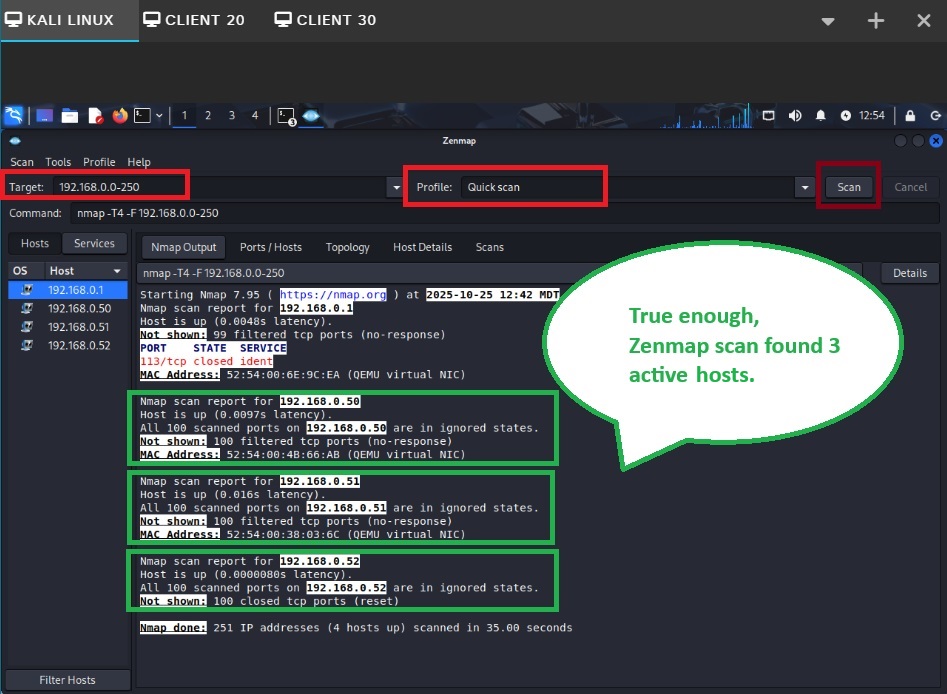 KALI LINUX CLIENT 20 CLIENT 30
1 2 3 4 3 12:54
Zenmap
Scan Tools Profile Help
Target: 192.168.0.0-250 Profile: Quick scan Scan Cancel
Command: nmap -T4 -F 192.168.0.0-250
Hosts Services Nmap Output Ports / Hosts Topology Host Details Scans
OS Host nmap -T4 -F 192.168.0.0-250 Details
192.168.0.1
192.168.0.50
192.168.0.51
192.168.0.52
Starting Nmap 7.95 ( https://nmap.org ) at 2025-10-25 12:42 MDT
Nmap scan report for 192.168.0.1
Host is up (0.0048s latency).
Not shown: 99 filtered tcp ports (no-response)
PORT STATE SERVICE
113/tcp closed ident
MAC Address: 52:54:00:6E:9C:EA (QEMU virtual NIC)
Nmap scan report for 192.168.0.50
Host is up (0.0097s latency).
All 100 scanned ports on 192.168.0.50 are in ignored states.
Not shown: 100 filtered tcp ports (no-response)
MAC Address: 52:54:00:4B:66:AB (QEMU virtual NIC)
Nmap scan report for 192.168.0.51
Host is up (0.016s latency).
All 100 scanned ports on 192.168.0.51 are in ignored states.
Not shown: 100 filtered tcp ports (no-response)
MAC Address: 52:54:00:38:03:6C (QEMU virtual NIC)
Nmap scan report for 192.168.0.52
Host is up (0.0000080s latency).
All 100 scanned ports on 192.168.0.52 are in ignored states.
Not shown: 100 closed tcp ports (reset)
Nmap done: 251 IP addresses (4 hosts up) scanned in 35.00 seconds
True enough,
Zenmap scan found 3
active hosts.
Filter Hosts